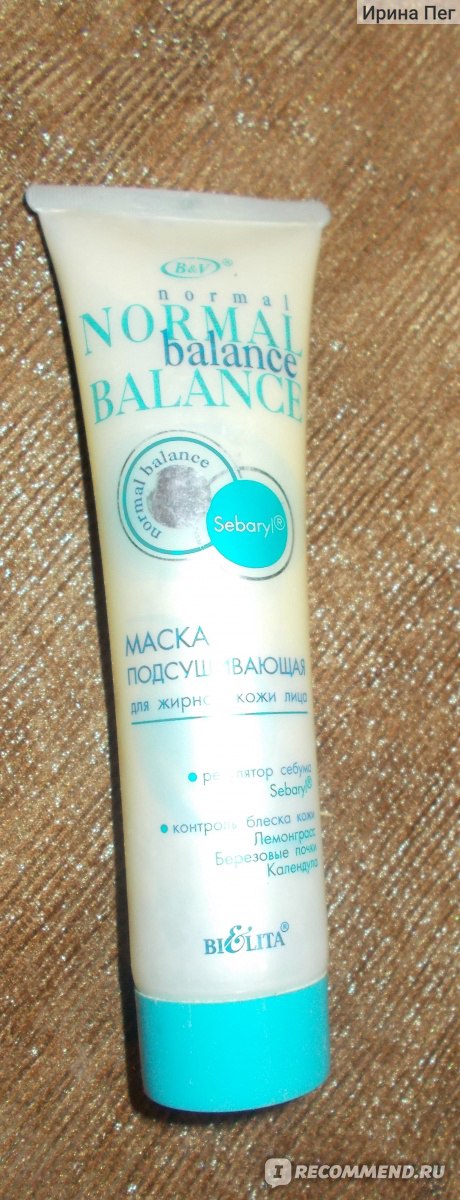 Ирина Пег
B&V®
normal
NORMAL
balance
BALANCE
normal balance
Sebaryl®
МАСКА
ПОДСУШИВАЮЩАЯ
для жирной кожи лица
• регулятор себума
Sebaryl®
• контроль блеска кожи
Лемонграсс
Березовые почки
Календула
BIELITA®
IRECOMMEND.RU